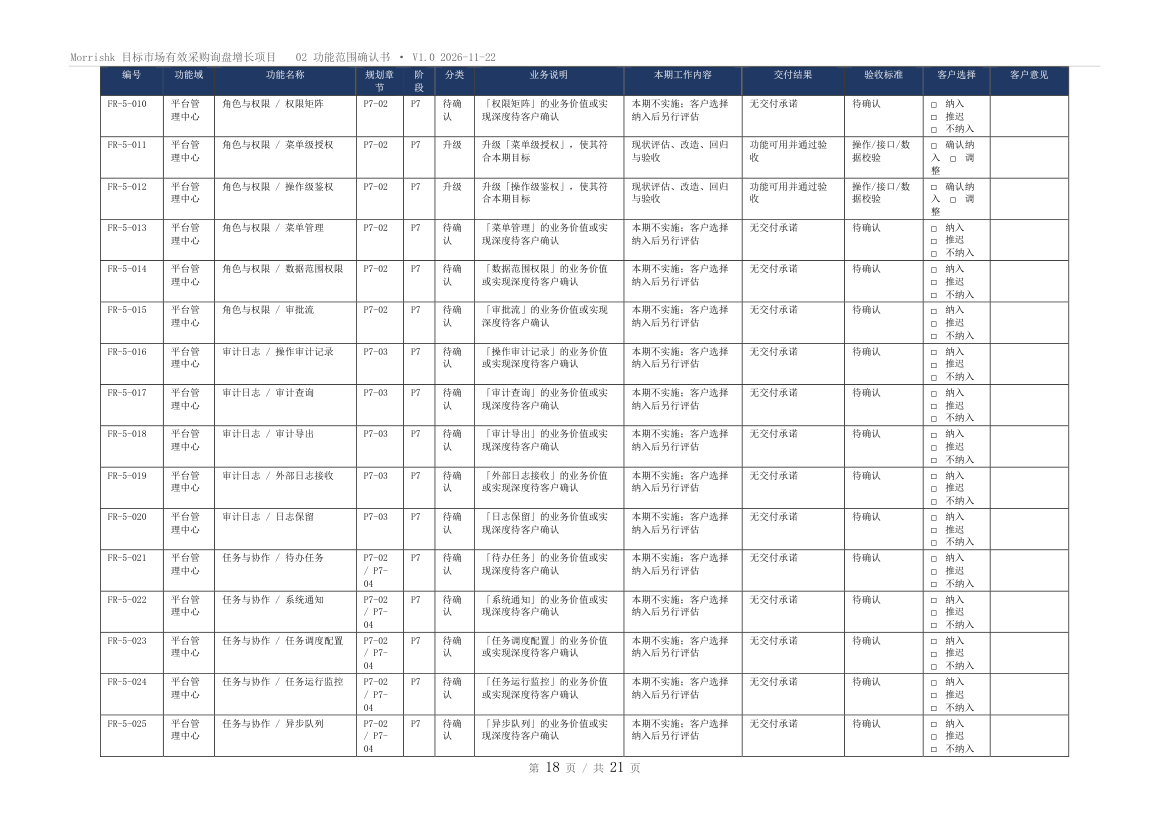 Morrishk 目标市场有效采购询盘增长项目 02 功能范围确认书 • V1.0 2026-11-22
编号 功能域 功能名称 规划章节 阶段 分类 业务说明 本期工作内容 交付结果 验收标准 客户选择 客户意见
FR-5-010 平台管理中心 角色与权限 / 权限矩阵 P7-02 P7 待确认 「权限矩阵」的业务价值或实现深度待客户确认 本期不实施；客户选择纳入后另行评估 无交付承诺 待确认 □ 纳入 □ 推迟 □ 不纳入
FR-5-011 平台管理中心 角色与权限 / 菜单级授权 P7-02 P7 升级 升级「菜单级授权」，使其符合本期目标 现状评估、改造、回归与验收 功能可用并通过验收 操作/接口/数据校验 □ 确认纳入 □ 调整
FR-5-012 平台管理中心 角色与权限 / 操作级鉴权 P7-02 P7 升级 升级「操作级鉴权」，使其符合本期目标 现状评估、改造、回归与验收 功能可用并通过验收 操作/接口/数据校验 □ 确认纳入 □ 调整
FR-5-013 平台管理中心 角色与权限 / 菜单管理 P7-02 P7 待确认 「菜单管理」的业务价值或实现深度待客户确认 本期不实施；客户选择纳入后另行评估 无交付承诺 待确认 □ 纳入 □ 推迟 □ 不纳入
FR-5-014 平台管理中心 角色与权限 / 数据范围权限 P7-02 P7 待确认 「数据范围权限」的业务价值或实现深度待客户确认 本期不实施；客户选择纳入后另行评估 无交付承诺 待确认 □ 纳入 □ 推迟 □ 不纳入
FR-5-015 平台管理中心 角色与权限 / 审批流 P7-02 P7 待确认 「审批流」的业务价值或实现深度待客户确认 本期不实施；客户选择纳入后另行评估 无交付承诺 待确认 □ 纳入 □ 推迟 □ 不纳入
FR-5-016 平台管理中心 审计日志 / 操作审计记录 P7-03 P7 待确认 「操作审计记录」的业务价值或实现深度待客户确认 本期不实施；客户选择纳入后另行评估 无交付承诺 待确认 □ 纳入 □ 推迟 □ 不纳入
FR-5-017 平台管理中心 审计日志 / 审计查询 P7-03 P7 待确认 「审计查询」的业务价值或实现深度待客户确认 本期不实施；客户选择纳入后另行评估 无交付承诺 待确认 □ 纳入 □ 推迟 □ 不纳入
FR-5-018 平台管理中心 审计日志 / 审计导出 P7-03 P7 待确认 「审计导出」的业务价值或实现深度待客户确认 本期不实施；客户选择纳入后另行评估 无交付承诺 待确认 □ 纳入 □ 推迟 □ 不纳入
FR-5-019 平台管理中心 审计日志 / 外部日志接收 P7-03 P7 待确认 「外部日志接收」的业务价值或实现深度待客户确认 本期不实施；客户选择纳入后另行评估 无交付承诺 待确认 □ 纳入 □ 推迟 □ 不纳入
FR-5-020 平台管理中心 审计日志 / 日志保留 P7-03 P7 待确认 「日志保留」的业务价值或实现深度待客户确认 本期不实施；客户选择纳入后另行评估 无交付承诺 待确认 □ 纳入 □ 推迟 □ 不纳入
FR-5-021 平台管理中心 任务与协作 / 待办任务 P7-02 / P7-04 P7 待确认 「待办任务」的业务价值或实现深度待客户确认 本期不实施；客户选择纳入后另行评估 无交付承诺 待确认 □ 纳入 □ 推迟 □ 不纳入
FR-5-022 平台管理中心 任务与协作 / 系统通知 P7-02 / P7-04 P7 待确认 「系统通知」的业务价值或实现深度待客户确认 本期不实施；客户选择纳入后另行评估 无交付承诺 待确认 □ 纳入 □ 推迟 □ 不纳入
FR-5-023 平台管理中心 任务与协作 / 任务调度配置 P7-02 / P7-04 P7 待确认 「任务调度配置」的业务价值或实现深度待客户确认 本期不实施；客户选择纳入后另行评估 无交付承诺 待确认 □ 纳入 □ 推迟 □ 不纳入
FR-5-024 平台管理中心 任务与协作 / 任务运行监控 P7-02 / P7-04 P7 待确认 「任务运行监控」的业务价值或实现深度待客户确认 本期不实施；客户选择纳入后另行评估 无交付承诺 待确认 □ 纳入 □ 推迟 □ 不纳入
FR-5-025 平台管理中心 任务与协作 / 异步队列 P7-02 / P7-04 P7 待确认 「异步队列」的业务价值或实现深度待客户确认 本期不实施；客户选择纳入后另行评估 无交付承诺 待确认 □ 纳入 □ 推迟 □ 不纳入
第 18 页 / 共 21 页